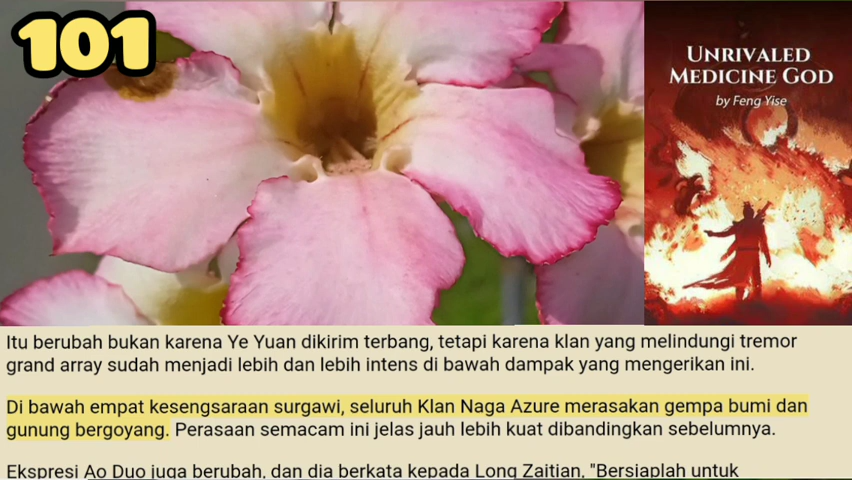 101
UNRIVALED
MEDICINE GOD
by Feng Yise
Itu berubah bukan karena Ye Yuan dikirim terbang, tetapi karena klan yang melindungi tremor
grand array sudah menjadi lebih dan lebih intens di bawah dampak yang mengerikan ini.
Di bawah empat kesengsaraan surgawi, seluruh Klan Naga Azure merasakan gempa bumi dan
gunung bergoyang. Perasaan semacam ini jelas jauh lebih kuat dibandingkan sebelumnya.
Ekspresi Ao Duo juga berubah, dan dia berkata kepada Long Zaitian, "Bersiaplah untuk